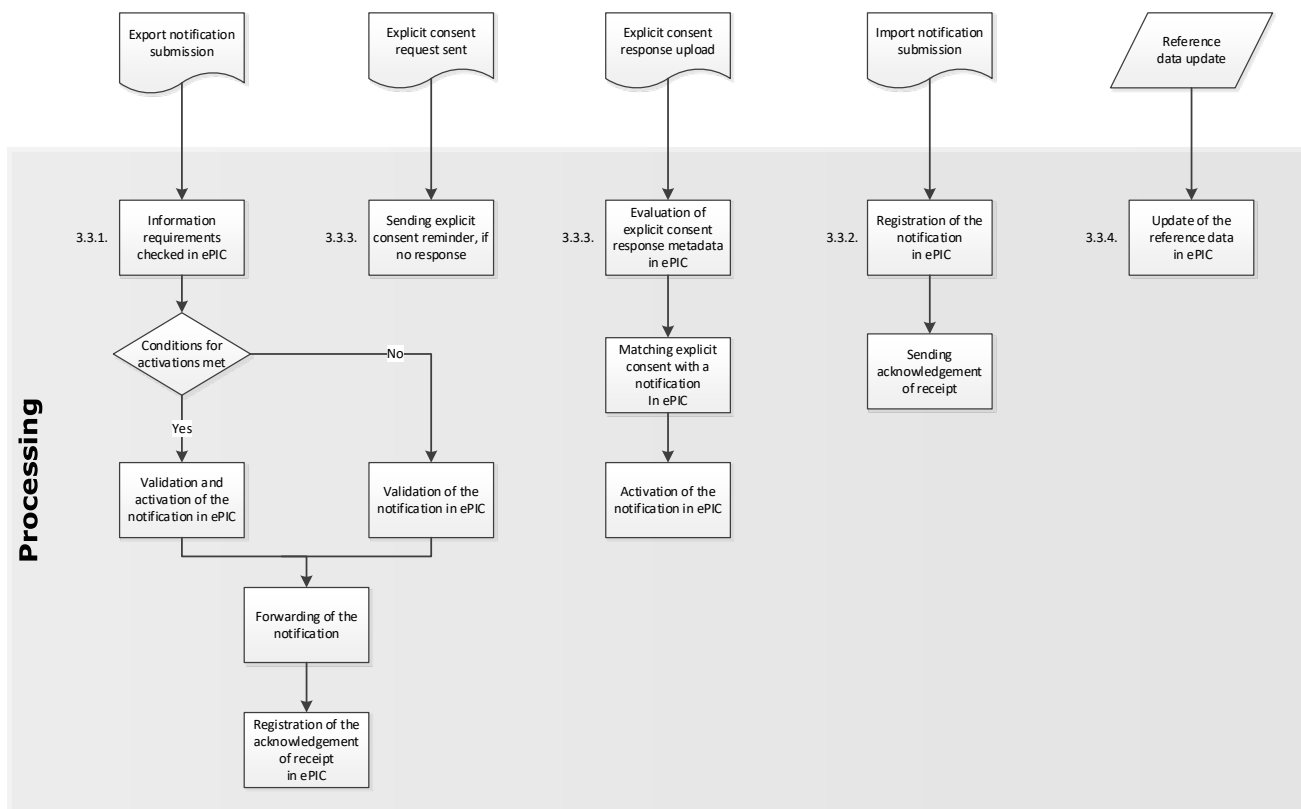 Export notification
submission
Explicit consent
request sent
Explicit consent
response upload
Import notification
submission
Reference
data update
3.3.1.
Information
requirements
checked in ePIC
3.3.3.
Sending explicit
consent reminder, if
no response
3.3.3.
Evaluation of
explicit consent
response metadata
in ePIC
3.3.2.
Registration of the
notification
in ePIC
3.3.4.
Update of the
reference data
in ePIC
Conditions for
activations met
No
Yes
Matching explicit
consent with a
notification
In ePIC
Sending
acknowledgement
of receipt
Processing
Validation and
activation of the
notification in ePIC
Validation of the
notification in ePIC
Activation of the
notification in ePIC
Forwarding of the
notification
Registration of the
acknowledgement
of receipt
in ePIC